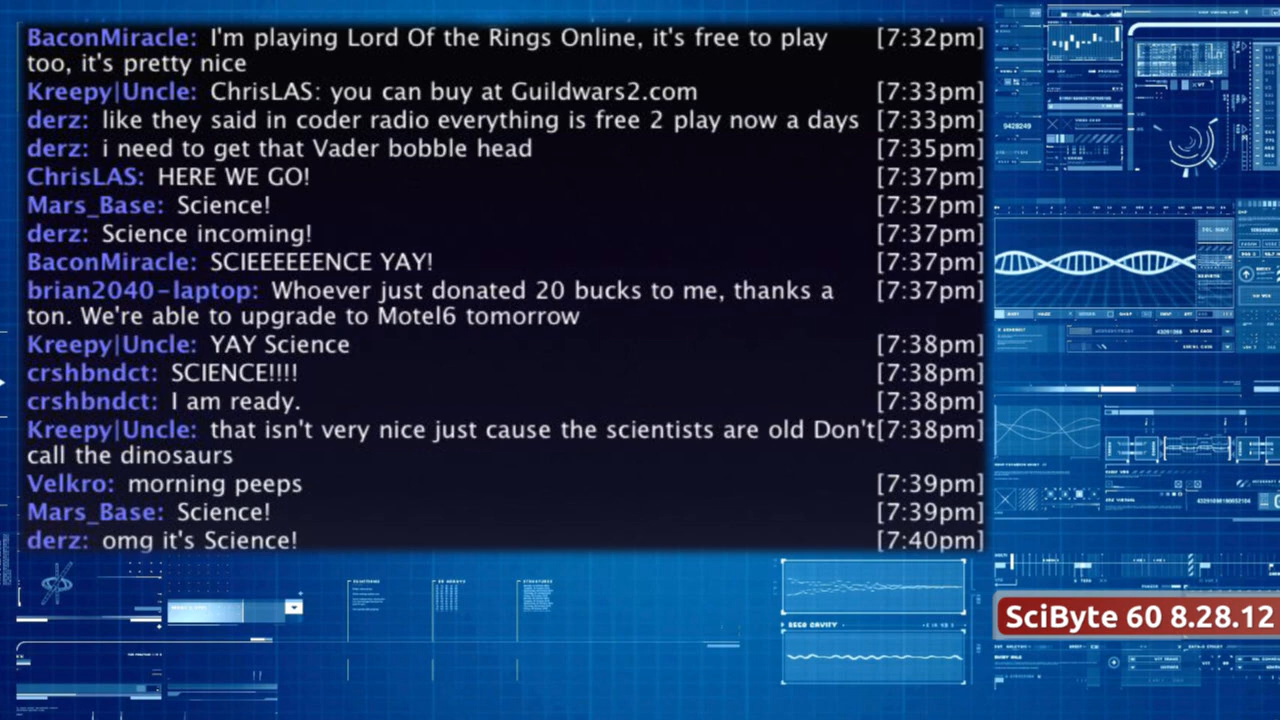 BaconMiracle: I'm playing Lord Of the Rings Online, it's free to play [7:32pm]
too, it's pretty nice
Kreepy|Uncle: ChrisLAS: you can buy at Guildwars2.com [7:33pm]
derz: like they said in coder radio everything is free 2 play now a days [7:33pm]
derz: i need to get that Vader bobble head [7:35pm]
ChrisLAS: HERE WE GO! [7:37pm]
Mars_Base: Science! [7:37pm]
derz: Science incoming! [7:37pm]
BaconMiracle: SCIEEEEEENCE YAY! [7:37pm]
brian2040-laptop: Whoever just donated 20 bucks to me, thanks a [7:37pm]
ton. We're able to upgrade to Motel6 tomorrow
Kreepy|Uncle: YAY Science [7:38pm]
crshbndct: SCIENCE!!!! [7:38pm]
crshbndct: I am ready. [7:38pm]
Kreepy|Uncle: that isn't very nice just cause the scientists are old Don't [7:38pm]
call the dinosaurs
Velkro: morning peeps [7:39pm]
Mars_Base: Science! [7:39pm]
derz: omg it's Science! [7:40pm]
SciByte 60 8.28.12